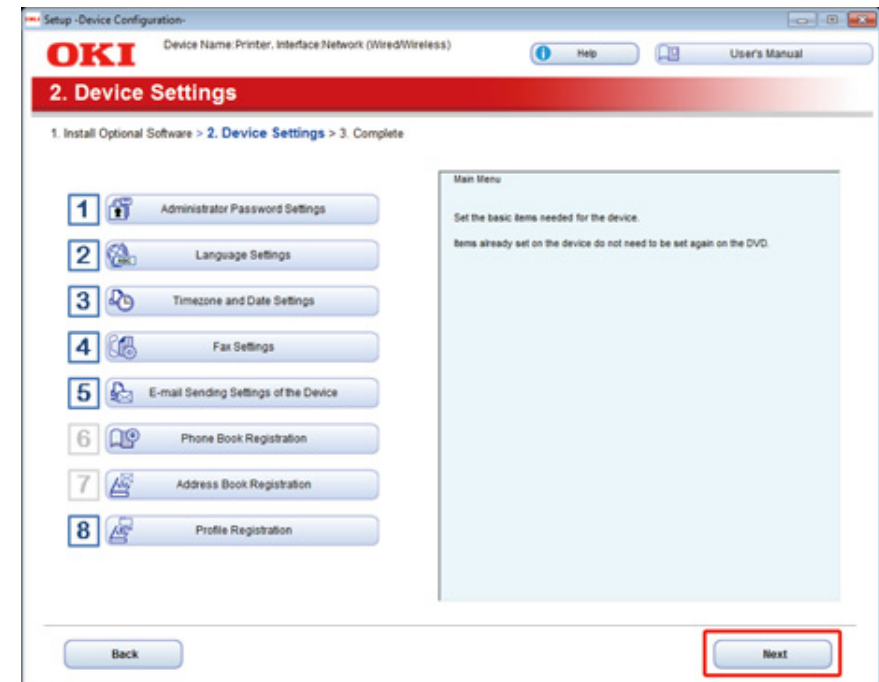 Setup -Device Configuration-
OKI
Device Name:Printer. Interface:Network (Wired/Wireless)
Help
User's Manual
2. Device Settings
1. Install Optional Software > 2. Device Settings > 3. Complete
Main Menu
Set the basic items needed for the device.
Items already set on the device do not need to be set again on the DVD.
1 Administrator Password Settings
2 Language Settings
3 Timezone and Date Settings
4 Fax Settings
5 E-mail Sending Settings of the Device
6 Phone Book Registration
7 Address Book Registration
8 Profile Registration
Back
Next